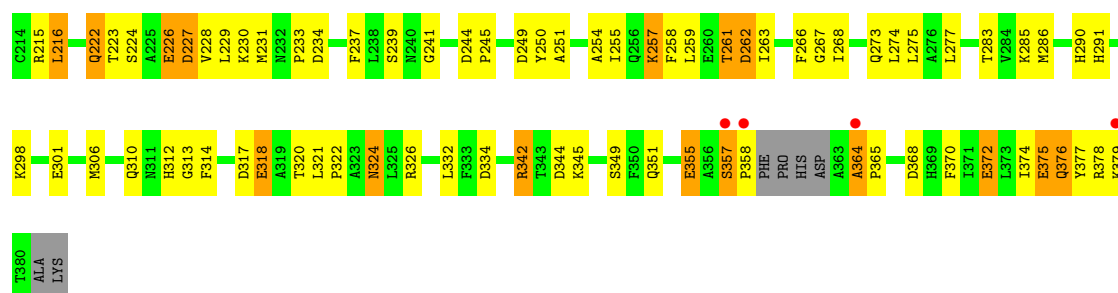 C214 R215 L216 Q222 T223 S224 A225 E226 D227 V228 L229 K230 M231 N232 P233 D234 F237 L238 S239 N240 G241 D244 P245 D249 Y250 A251 A254 I255 Q256 K257 F258 L259 E260 T261 D262 I263 F266 G267 I268 Q273 L274 L275 A276 L277 T283 V284 K285 M286 H290 H291
K298 E301 M306 Q310 N311 H312 G313 F314 D317 E318 A319 T320 L321 P322 A323 N324 L325 R326 L332 F333 D334 R342 T343 D344 K345 S349 F350 Q351 E355 A356 S357 P358 PHE PRO HIS ASP A363 A364 P365 D368 H369 F370 I371 E372 L373 I374 E375 Q376 Y377 R378 K379
T380 ALA LYS